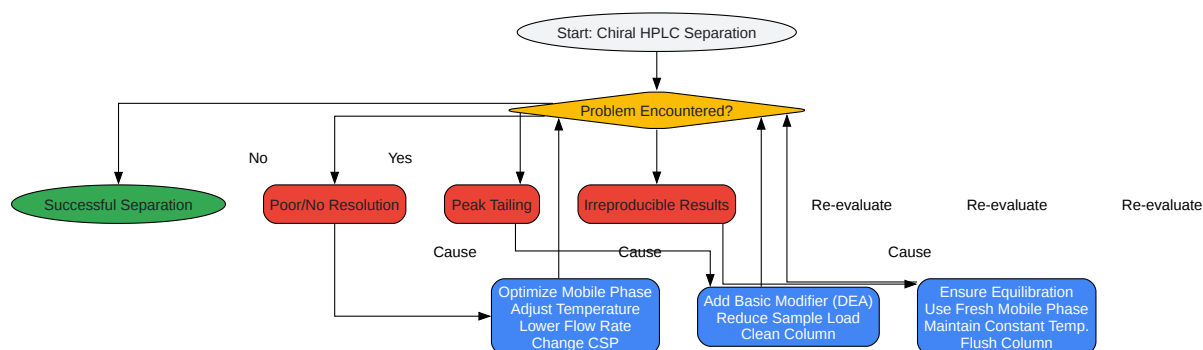 Start: Chiral HPLC Separation
Problem Encountered?
No
Yes
Successful Separation
Poor/No Resolution
Peak Tailing
Irreproducible Results
Re-evaluate
Re-evaluate
Re-evaluate
Cause
Cause
Cause
Optimize Mobile Phase
Adjust Temperature
Lower Flow Rate
Change CSP
Add Basic Modifier (DEA)
Reduce Sample Load
Clean Column
Ensure Equilibration
Use Fresh Mobile Phase
Maintain Constant Temp.
Flush Column